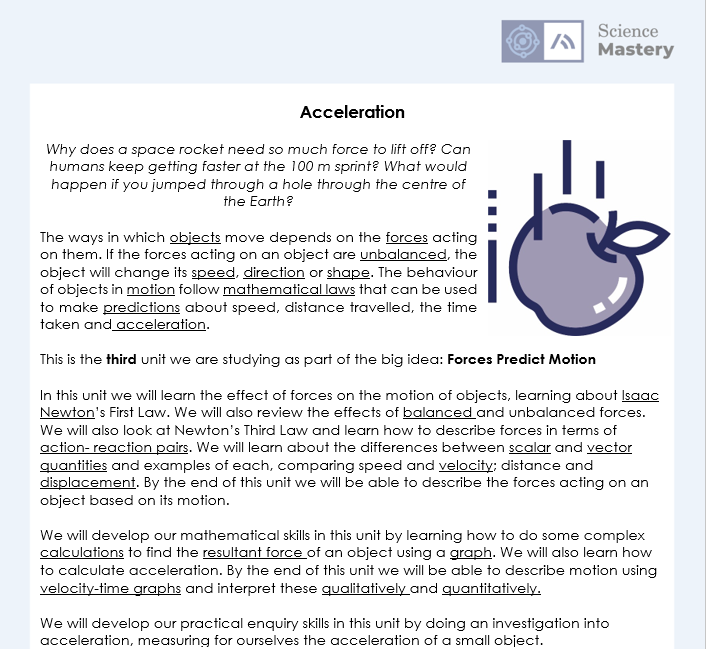 Science
Mastery
Acceleration
Why does a space rocket need so much force to lift off? Can
humans keep getting faster at the 100 m sprint? What would
happen if you jumped through a hole through the centre of
the Earth?
The ways in which objects move depends on the forces acting
on them. If the forces acting on an object are unbalanced, the
object will change its speed, direction or shape. The behaviour
of objects in motion follow mathematical laws that can be used
to make predictions about speed, distance travelled, the time
taken and acceleration.
This is the third unit we are studying as part of the big idea: Forces Predict Motion
In this unit we will learn the effect of forces on the motion of objects, learning about Isaac
Newton's First Law. We will also review the effects of balanced and unbalanced forces.
We will also look at Newton's Third Law and learn how to describe forces in terms of
action- reaction pairs. We will learn about the differences between scalar and vector
quantities and examples of each, comparing speed and velocity; distance and
displacement. By the end of this unit we will be able to describe the forces acting on an
object based on its motion.
We will develop our mathematical skills in this unit by learning how to do some complex
calculations to find the resultant force of an object using a graph. We will also learn how
to calculate acceleration. By the end of this unit we will be able to describe motion using
velocity-time graphs and interpret these qualitatively and quantitatively.
We will develop our practical enquiry skills in this unit by doing an investigation into
acceleration, measuring for ourselves the acceleration of a small object.